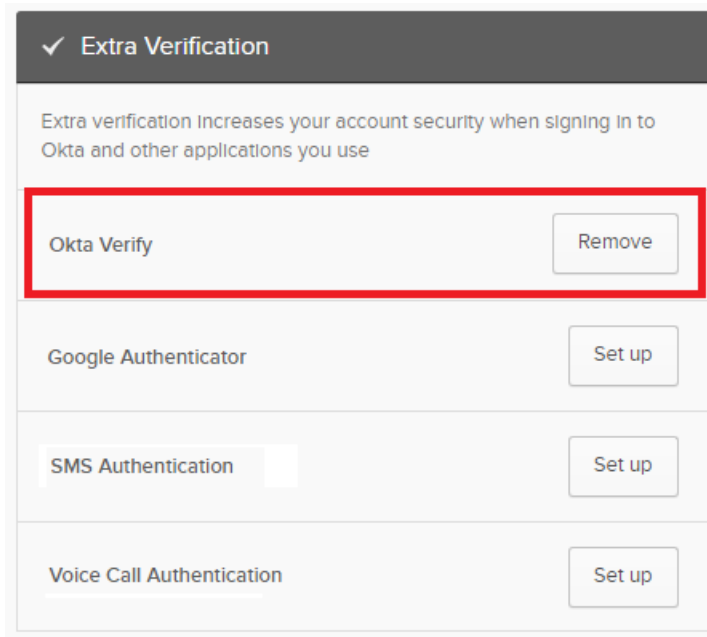 Extra Verification
Extra verification increases your account security when signing in to
Okta and other applications you use
Okta Verify
Remove
Google Authenticator
Set up
SMS Authentication
Set up
Voice Call Authentication
Set up